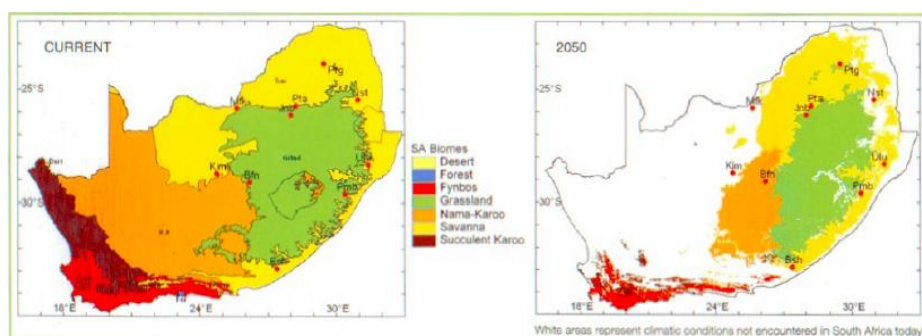 CURRENT
25°S
30°S
18°E
24°E
30°E
Ptg
Nst
Pta
Mfk
Jnb
Kim
Bfn
Ulu
Pmb
Bsh
SA Biomes
Desert
Forest
Fynbos
Grassland
Nama-Karoo
Savanna
Succulent Karoo
2050
25°S
30°S
18°E
24°E
30°E
Ptg
Nst
Pta
Mfk
Jnb
Kim
Bfn
Ulu
Pmb
Bsh
White areas represent climatic conditions not encountered in South Africa today